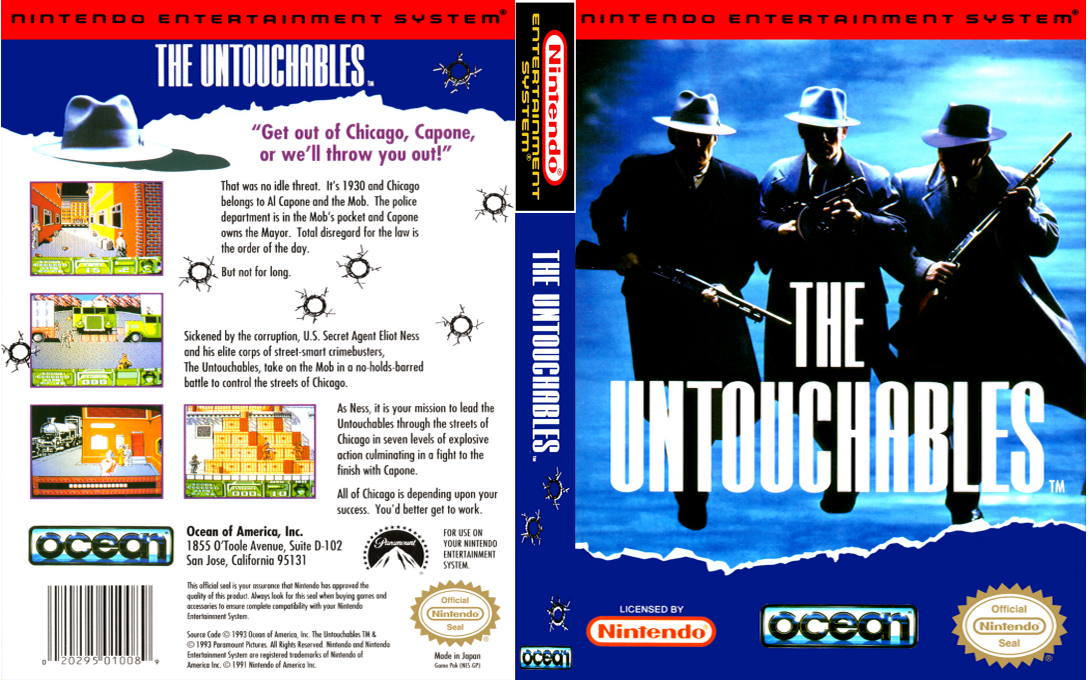 NINTENDO ENTERTAINMENT SYSTEM®
THE UNTOUCHABLES™
“Get out of Chicago, Capone,
or we’ll throw you out!”
That was no idle threat. It’s 1930 and Chicago
belongs to Al Capone and the Mob. The police
department is in the Mob’s pocket and Capone
owns the Mayor. Total disregard for the law is
the order of the day.
But not for long.
Sickened by the corruption, U.S. Secret Agent Eliot Ness
and his elite corps of street-smart crimebusters,
The Untouchables, take on the Mob in a no-holds-barred
battle to control the streets of Chicago.
As Ness, it is your mission to lead the
Untouchables through the streets of
Chicago in seven levels of explosive
action culminating in a fight to the
finish with Capone.
All of Chicago is depending upon your
success. You'd better get to work.
ocean
Ocean of America, Inc.
1855 O’Toole Avenue, Suite D-102
San Jose, California 95131
Paramount
FOR USE ON
YOUR NINTENDO
ENTERTAINMENT
SYSTEM.
This official seal is your assurance that Nintendo has approved the
quality of this product. Always look for this seal when buying games and
accessories to ensure complete compatibility with your Nintendo
Entertainment System.
Source Code © 1993 Ocean of America, Inc. The Untouchables TM &
© 1993 Paramount Pictures. All Rights Reserved. Nintendo and Nintendo
Entertainment System are registered trademarks of Nintendo of
America Inc. © 1991 Nintendo of America Inc.
Official
Nintendo
Seal
®
Made in Japan
Game Pak (NES GP)
0 20295 01008 9
Nintendo®
ENTERTAINMENT
SYSTEM®
THE UNTOUCHABLES™
ocean
NINTENDO ENTERTAINMENT SYSTEM®
THE
UNTOUCHABLES™
LICENSED BY
Nintendo®
ocean
Official
Nintendo
Seal
®